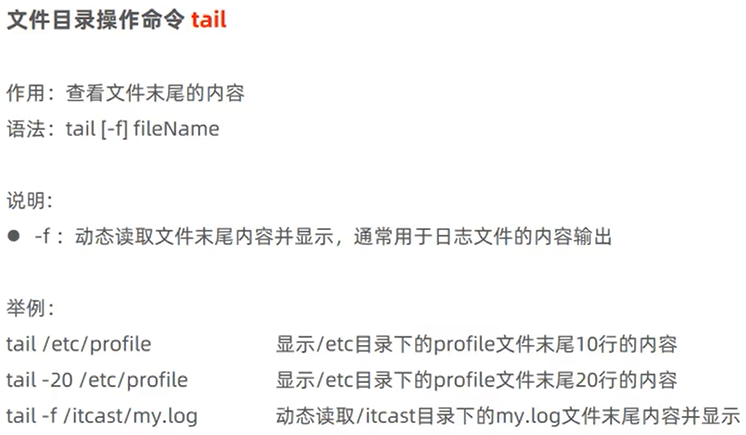 文件目录操作命令 tail
作用：查看文件末尾的内容
语法：tail [-f] fileName
说明：
● -f ：动态读取文件末尾内容并显示，通常用于日志文件的内容输出
举例：
tail /etc/profile 显示/etc目录下的profile文件末尾10行的内容
tail -20 /etc/profile 显示/etc目录下的profile文件末尾20行的内容
tail -f /itcast/my.log 动态读取/itcast目录下的my.log文件末尾内容并显示